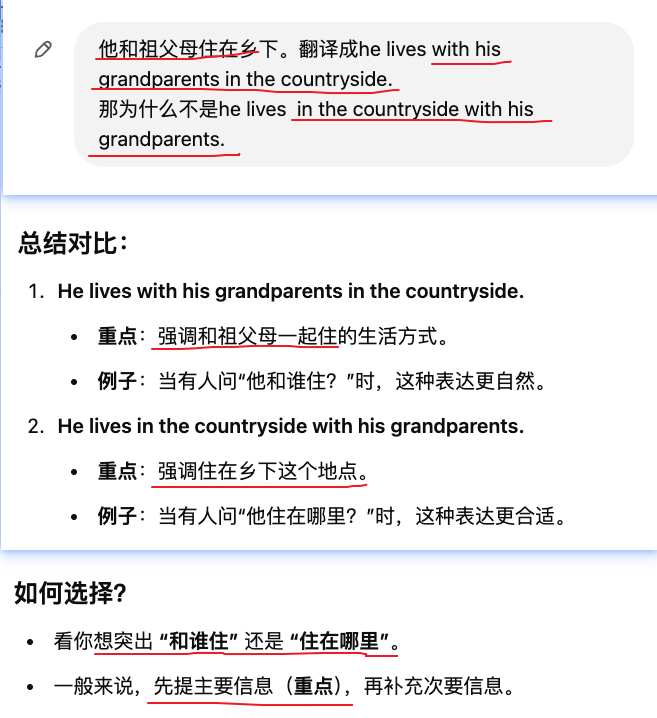 他和祖父母住在乡下。翻译成he lives with his
grandparents in the countryside.
那为什么不是he lives  in the countryside with his
grandparents.
总结对比：
1. He lives with his grandparents in the countryside.
• 重点：强调和祖父母一起住的生活方式。
• 例子：当有人问“他和谁住？”时，这种表达更自然。
2. He lives in the countryside with his grandparents.
• 重点：强调住在乡下这个地点。
• 例子：当有人问“他住在哪里？”时，这种表达更合适。
如何选择？
• 看你想突出 “和谁住” 还是 “住在哪里”。
• 一般来说，先提主要信息（重点），再补充次要信息。